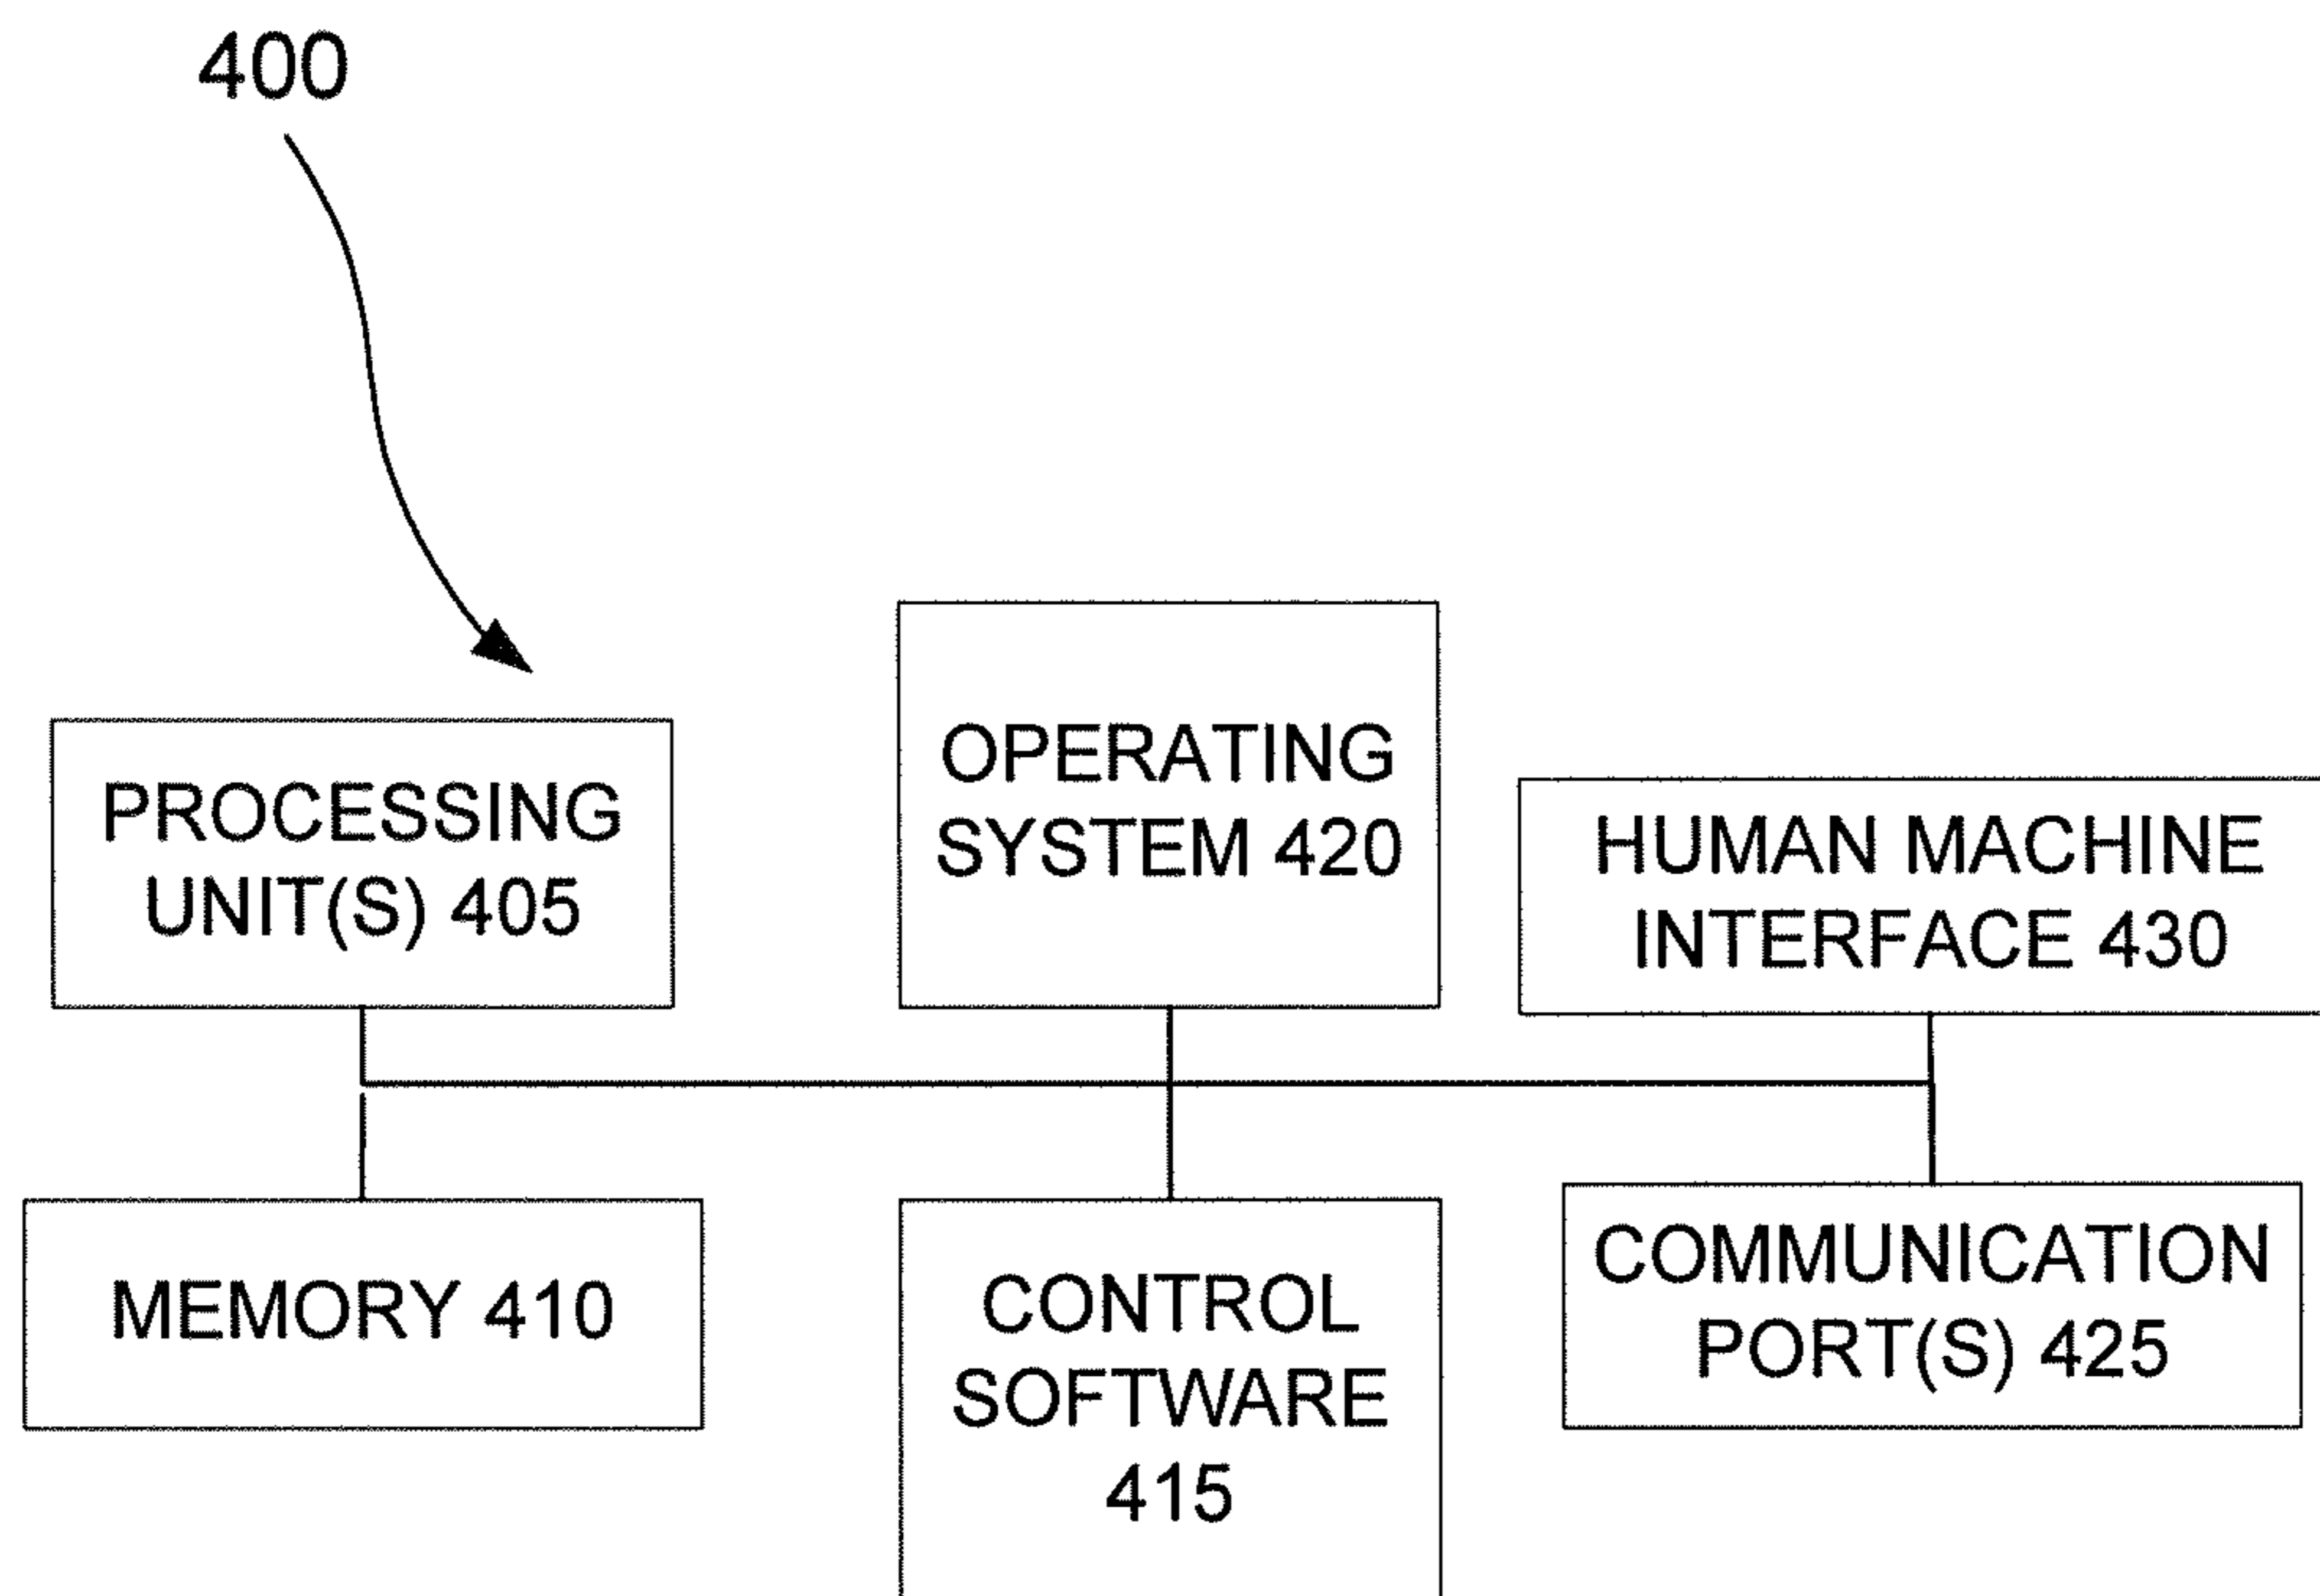 400
PROCESSING
UNIT(S) 405
OPERATING
SYSTEM 420
HUMAN MACHINE
INTERFACE 430
MEMORY 410
CONTROL
SOFTWARE
415
COMMUNICATION
PORT(S) 425